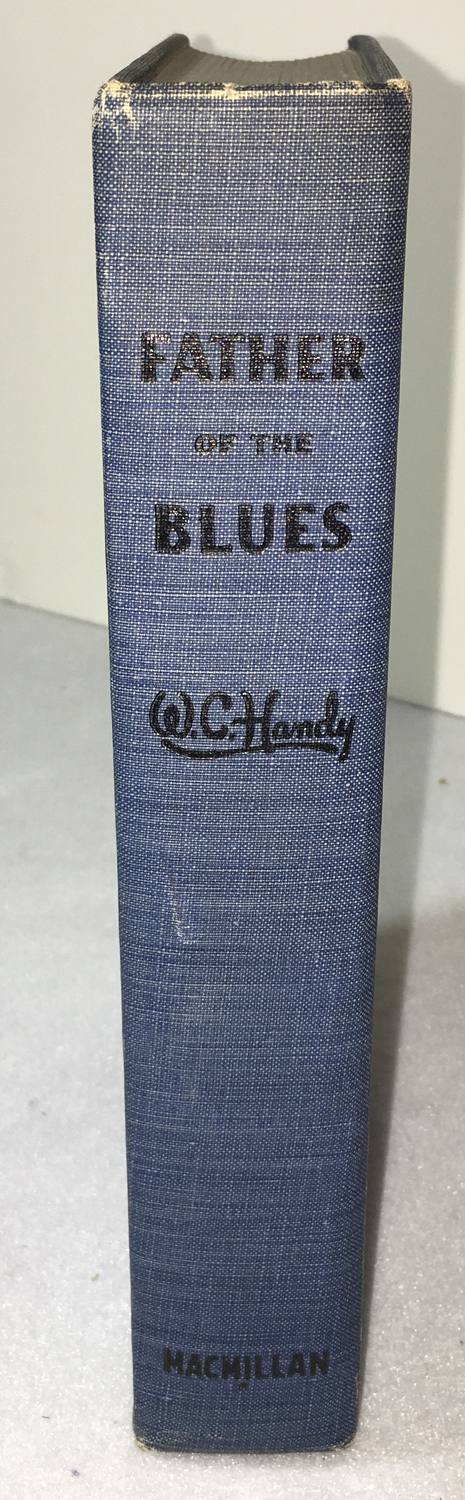 FATHER
OF THE
BLUES
W.C. Handy
MACMILLAN